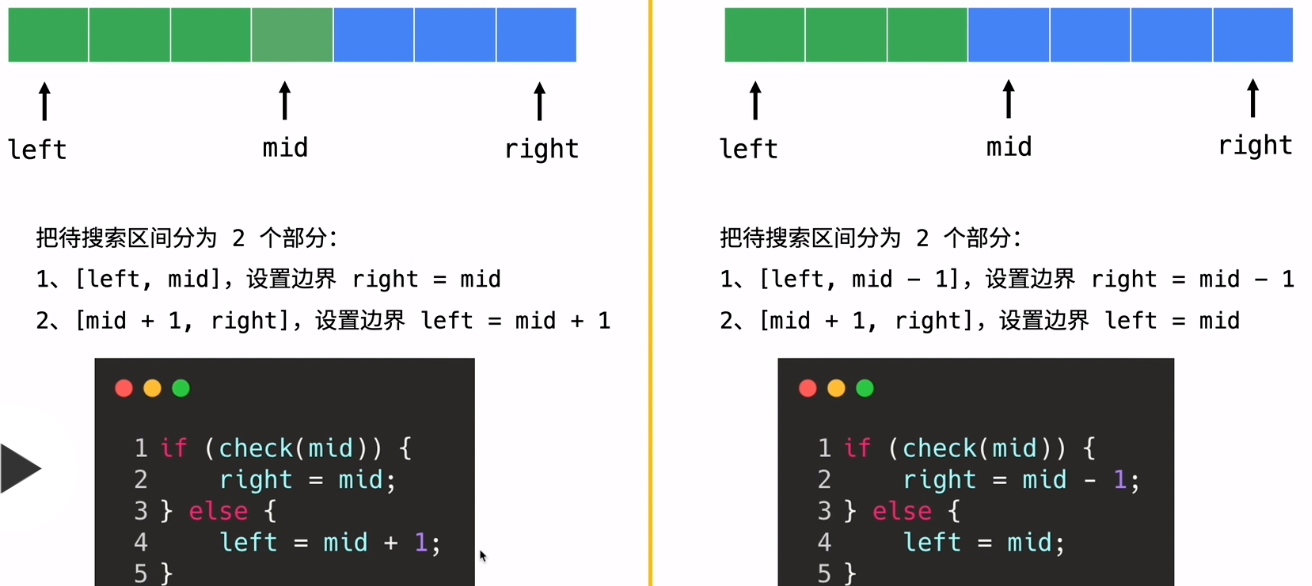 left
mid
right
把待搜索区间分为 2 个部分：
1、[left, mid]，设置边界 right = mid
2、[mid + 1, right]，设置边界 left = mid + 1
1 if (check(mid)) {
2     right = mid;
3 } else {
4     left = mid + 1;
5 }
left
mid
right
把待搜索区间分为 2 个部分：
1、[left, mid - 1]，设置边界 right = mid - 1
2、[mid + 1, right]，设置边界 left = mid
1 if (check(mid)) {
2     right = mid - 1;
3 } else {
4     left = mid;
5 }